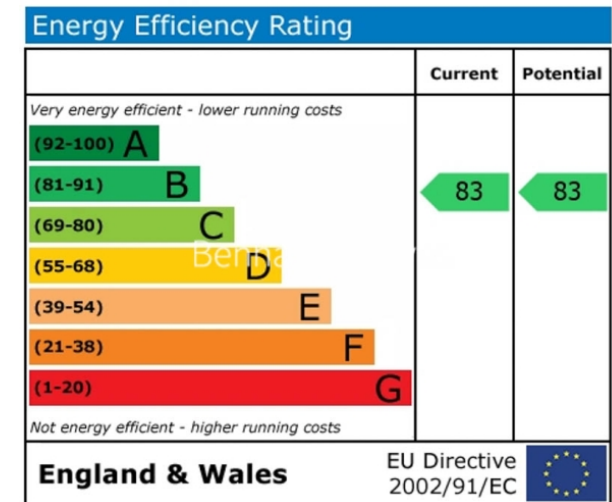 Energy Efficiency Rating
Current Potential
Very energy efficient - lower running costs
(92-100) A
(81-91) B 83 83
(69-80) C
(55-68) D
(39-54) E
(21-38) F
(1-20) G
Not energy efficient - higher running costs
England & Wales
EU Directive
2002/91/EC